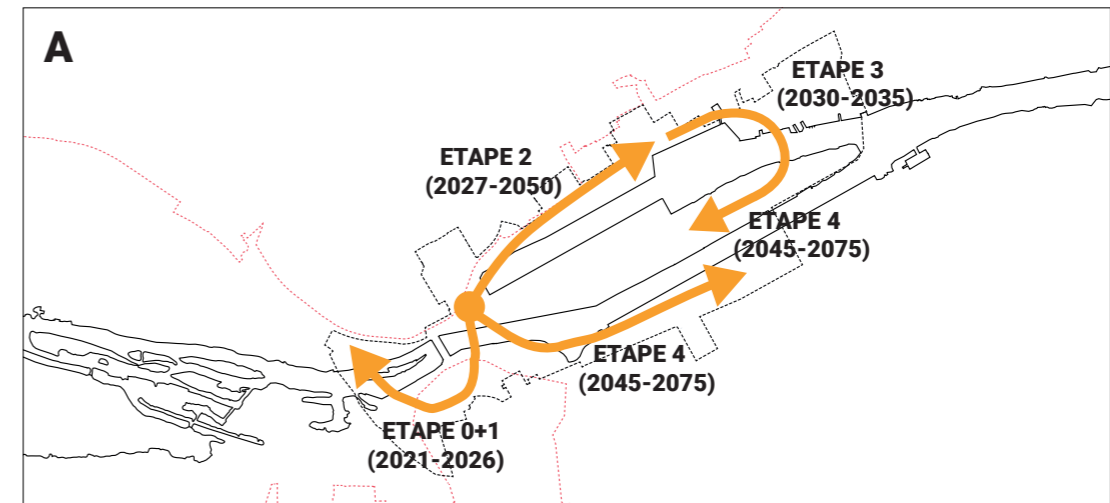 A
ETAPE 3
(2030-2035)
ETAPE 2
(2027-2050)
ETAPE 4
(2045-2075)
ETAPE 4
(2045-2075)
ETAPE 0+1
(2021-2026)